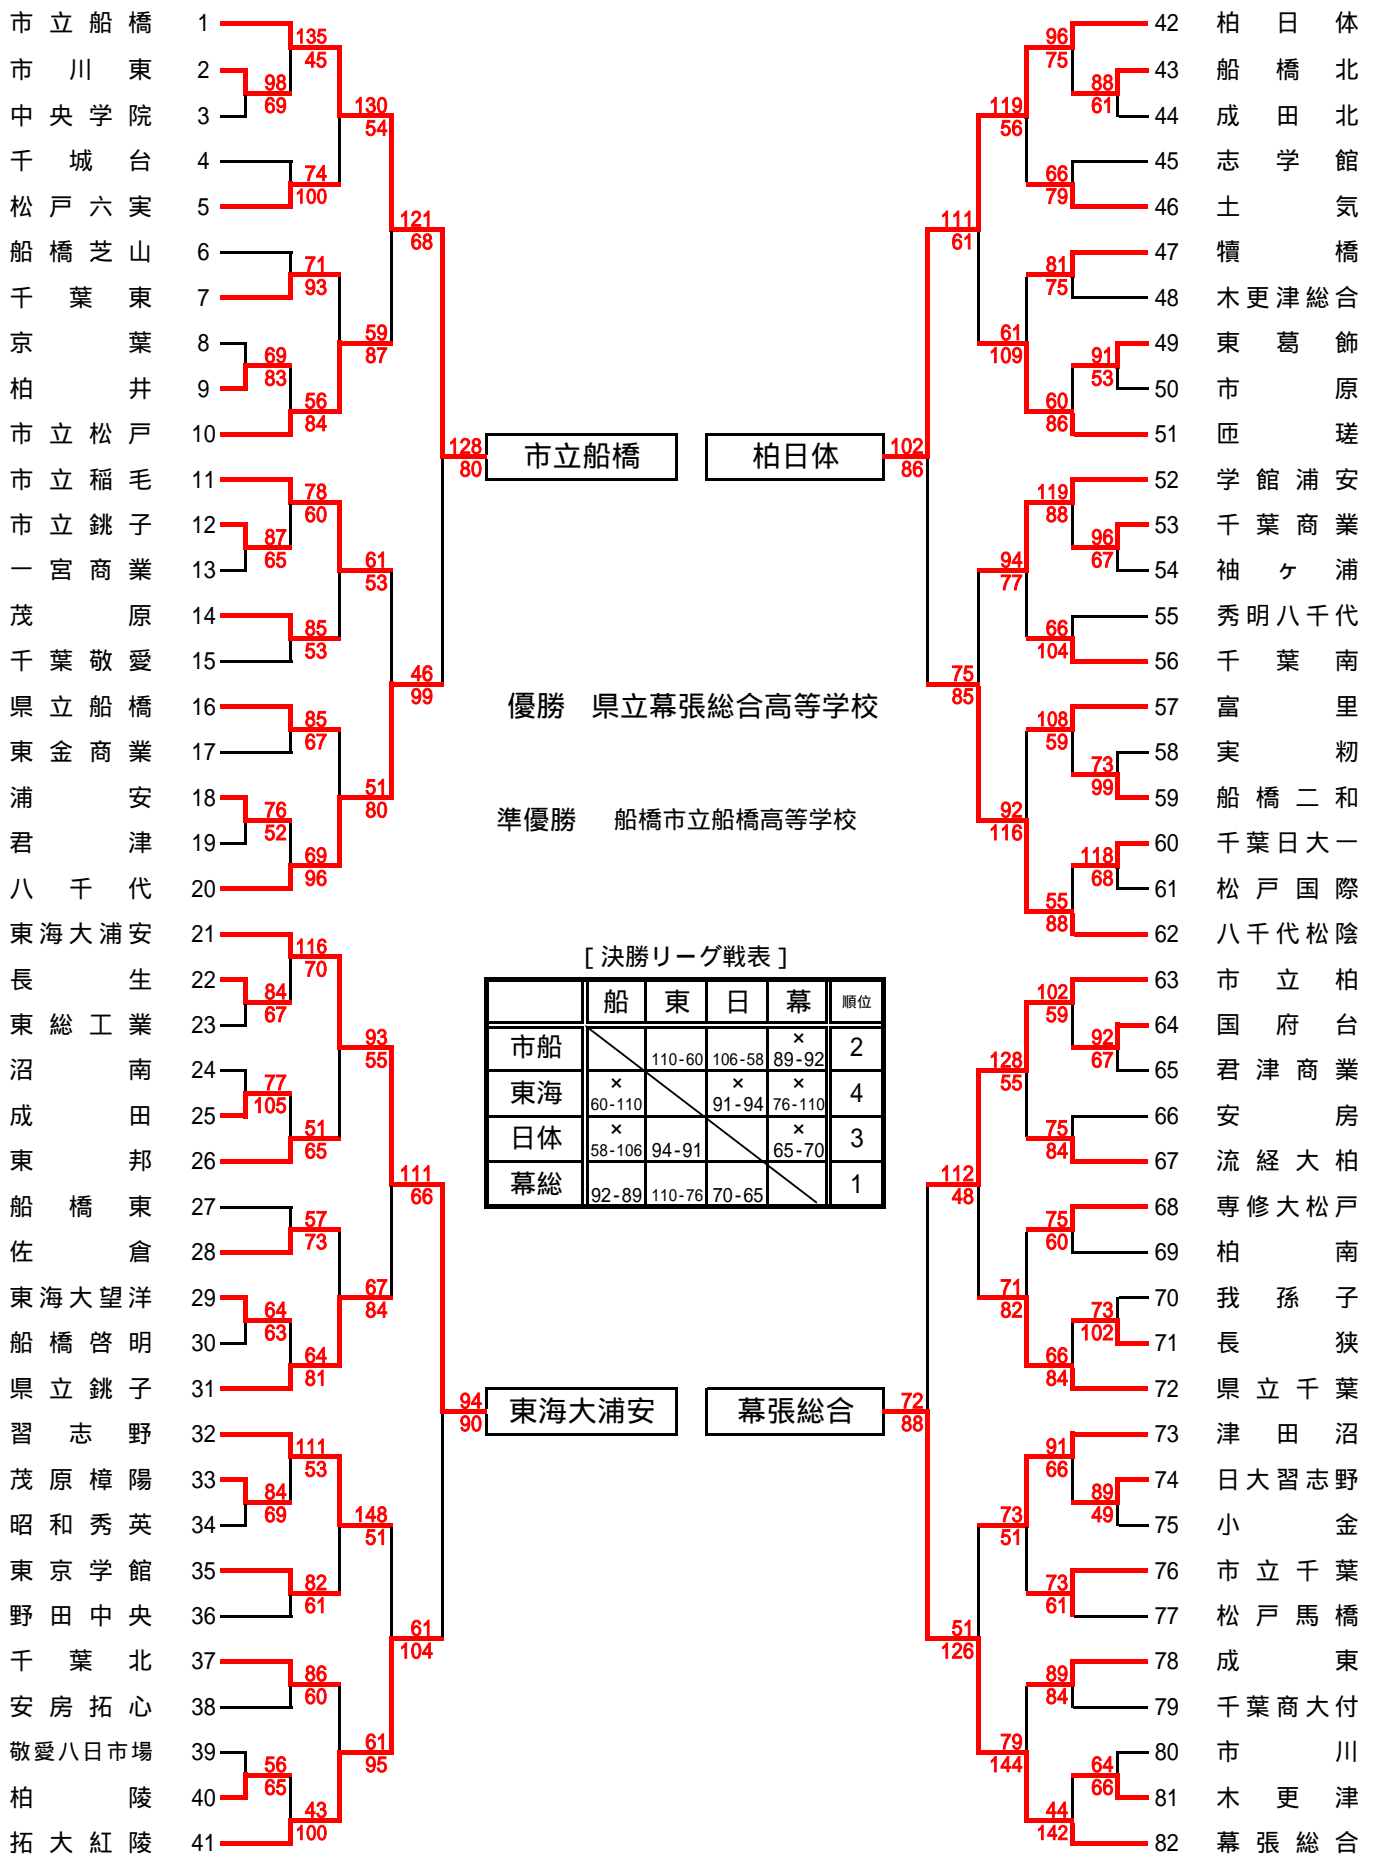 市立船橋 1
市川東 2
中央学院 3
千城台 4
松戸六実 5
船橋芝山 6
千葉東 7
京葉 8
柏井 9
市立松戸 10
市立稲毛 11
市立銚子 12
一宮商業 13
茂原 14
千葉敬愛 15
県立船橋 16
東金商業 17
浦安 18
君津 19
八千代 20
東海大浦安 21
長生 22
東総工業 23
沼南 24
成田 25
東邦 26
船橋東 27
佐倉 28
東海大望洋 29
船橋啓明 30
県立銚子 31
習志野 32
茂原樟陽 33
昭和秀英 34
東京学館 35
野田中央 36
千葉北 37
安房拓心 38
敬愛八日市場 39
柏陵 40
拓大紅陵 41
98
69
69
83
87
65
76
52
84
67
77
105
64
63
84
69
56
65
135
45
74
100
71
93
56
84
78
60
85
53
85
67
69
96
116
70
51
65
57
73
64
81
111
53
82
61
86
60
43
100
130
54
59
87
61
53
51
80
93
55
67
84
148
51
61
95
121
68
46
99
111
66
61
104
128
80
94
90
市立船橋
東海大浦安
柏日体
幕張総合
優勝 県立幕張総合高等学校
準優勝 船橋市立船橋高等学校
[ 決勝リーグ戦表 ]
船 東 日 幕 順位
市船 110-60 106-58 × 89-92 2
東海 × 60-110 × 91-94 × 76-110 4
日体 × 58-106 94-91 × 65-70 3
幕総 92-89 110-76 70-65 1
102
86
72
88
111
61
75
85
112
48
51
126
119
56
61
109
94
77
92
116
128
55
71
82
73
51
79
144
96
75
66
79
81
75
60
86
119
88
66
104
108
59
55
88
102
59
75
84
75
60
66
84
91
66
73
61
89
84
44
142
88
61
91
53
96
67
73
99
118
68
92
67
73
102
89
49
64
66
42 柏日体
43 船橋北
44 成田北
45 志学館
46 土気
47 犢橋
48 木更津総合
49 東葛飾
50 市原
51 匝瑳
52 学館浦安
53 千葉商業
54 袖ヶ浦
55 秀明八千代
56 千葉南
57 富里
58 実籾
59 船橋二和
60 千葉日大一
61 松戸国際
62 八千代松陰
63 市立柏
64 国府台
65 君津商業
66 安房
67 流経大柏
68 専修大松戸
69 柏南
70 我孫子
71 長狭
72 県立千葉
73 津田沼
74 日大習志野
75 小金
76 市立千葉
77 松戸馬橋
78 成東
79 千葉商大付
80 市川
81 木更津
82 幕張総合